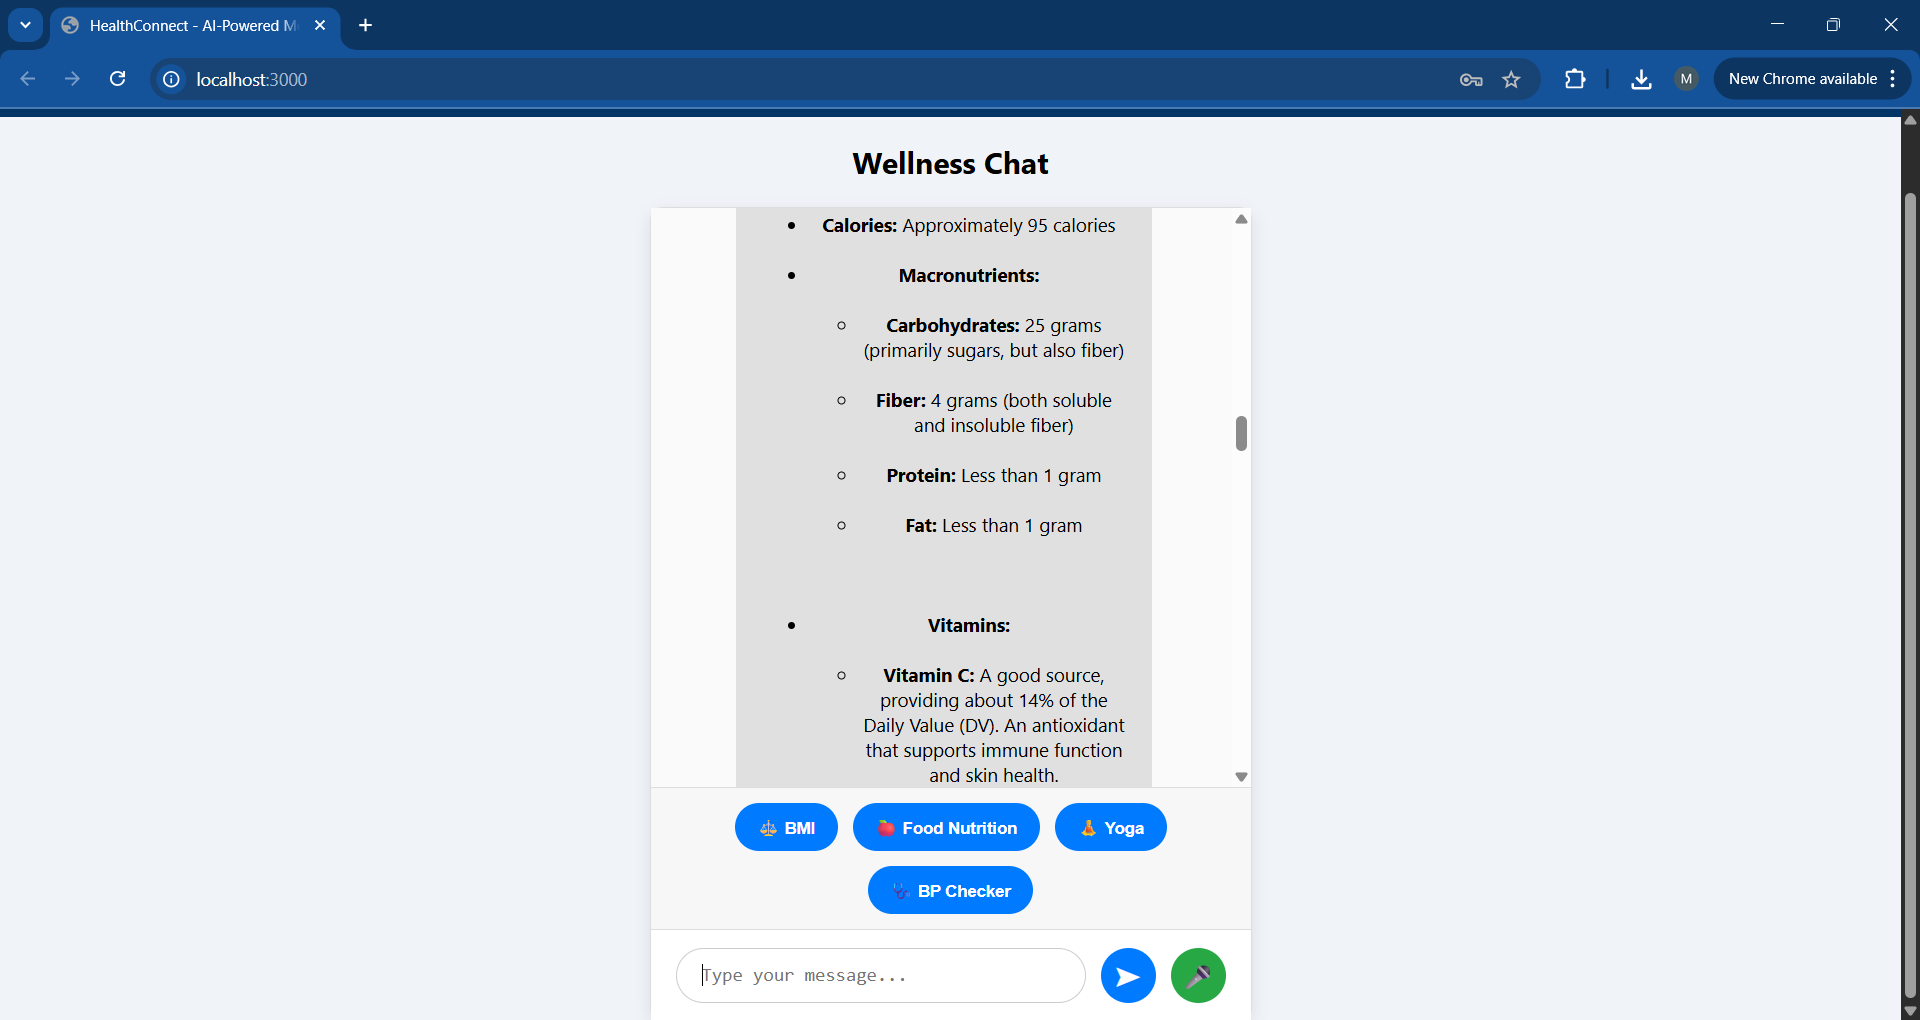 HealthConnect - AI-Powered M
localhost:3000
M
New Chrome available
Wellness Chat
Calories: Approximately 95 calories
Macronutrients:
Carbohydrates: 25 grams
(primarily sugars, but also fiber)
Fiber: 4 grams (both soluble
and insoluble fiber)
Protein: Less than 1 gram
Fat: Less than 1 gram
Vitamins:
Vitamin C: A good source,
providing about 14% of the
Daily Value (DV). An antioxidant
that supports immune function
and skin health.
BMI
Food Nutrition
Yoga
BP Checker
Type your message...